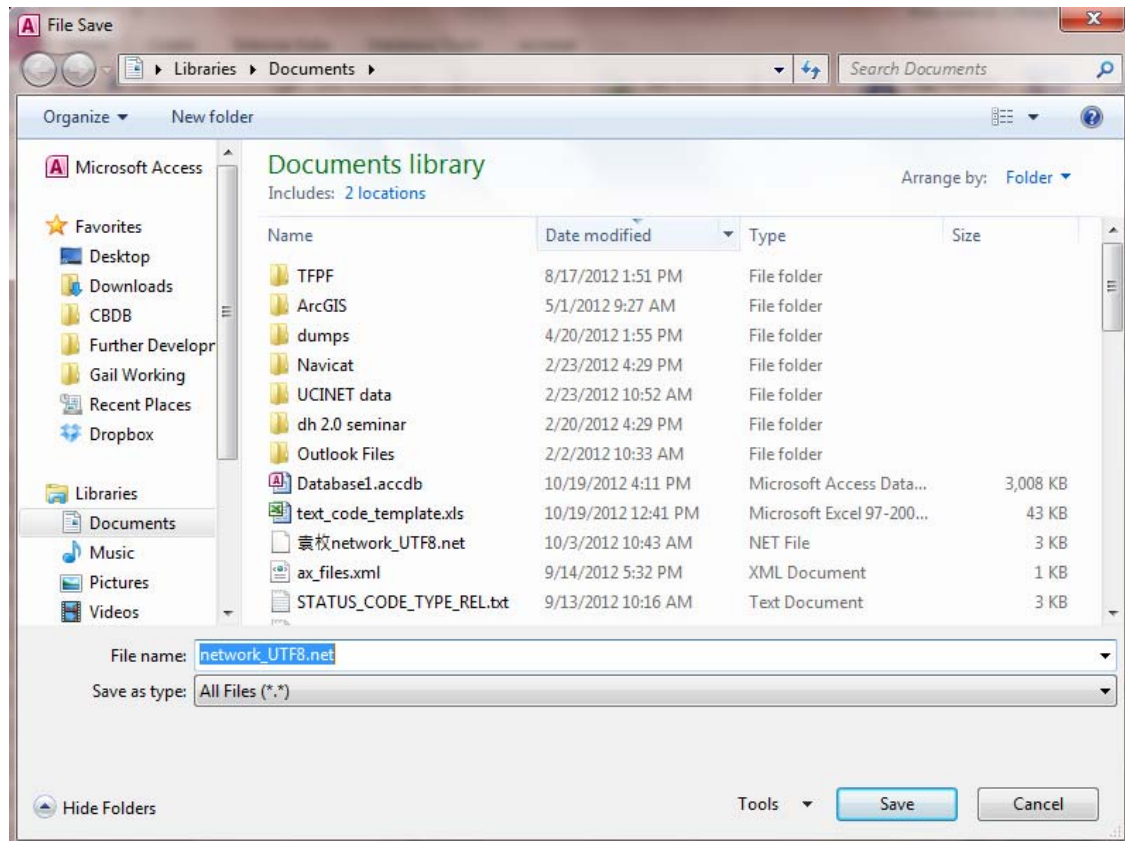 File Save
Libraries Documents
Search Documents
Organize New folder
Microsoft Access
Favorites
Desktop
Downloads
CBDB
Further Developr
Gail Working
Recent Places
Dropbox
Libraries
Documents
Music
Pictures
Videos
Documents library
Includes: 2 locations
Arrange by: Folder
Name Date modified Type Size
TFPF 8/17/2012 1:51 PM File folder
ArcGIS 5/1/2012 9:27 AM File folder
dumps 4/20/2012 1:55 PM File folder
Navicat 2/23/2012 4:29 PM File folder
UCINET data 2/23/2012 10:52 AM File folder
dh 2.0 seminar 2/20/2012 4:29 PM File folder
Outlook Files 2/2/2012 10:33 AM File folder
Database1.accdb 10/19/2012 4:11 PM Microsoft Access Data... 3,008 KB
text_code_template.xls 10/19/2012 12:41 PM Microsoft Excel 97-200... 43 KB
袁枚network_UTF8.net 10/3/2012 10:43 AM NET File 3 KB
ax_files.xml 9/14/2012 5:32 PM XML Document 1 KB
STATUS_CODE_TYPE_REL.txt 9/13/2012 10:16 AM Text Document 3 KB
File name: network_UTF8.net
Save as type: All Files (*.*)
Hide Folders
Tools Save Cancel